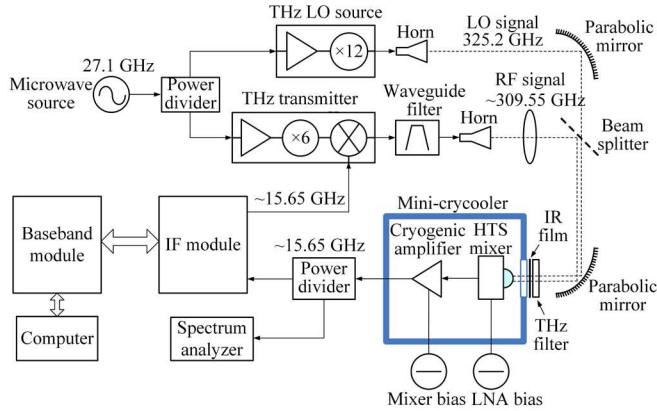 THz LO source
Horn
LO signal
325.2 GHz
Parabolic
mirror
×12
27.1 GHz
Microwave
source
Power
divider
THz transmitter
Waveguide
filter
Horn
RF signal
~309.55 GHz
×6
Beam
splitter
~15.65 GHz
Mini-crycooler
Baseband
module
IF module
~15.65 GHz
Cryogenic
amplifier
HTS
mixer
IR
film
Power
divider
Parabolic
mirror
Computer
Spectrum
analyzer
THz
filter
Mixer bias
LNA bias